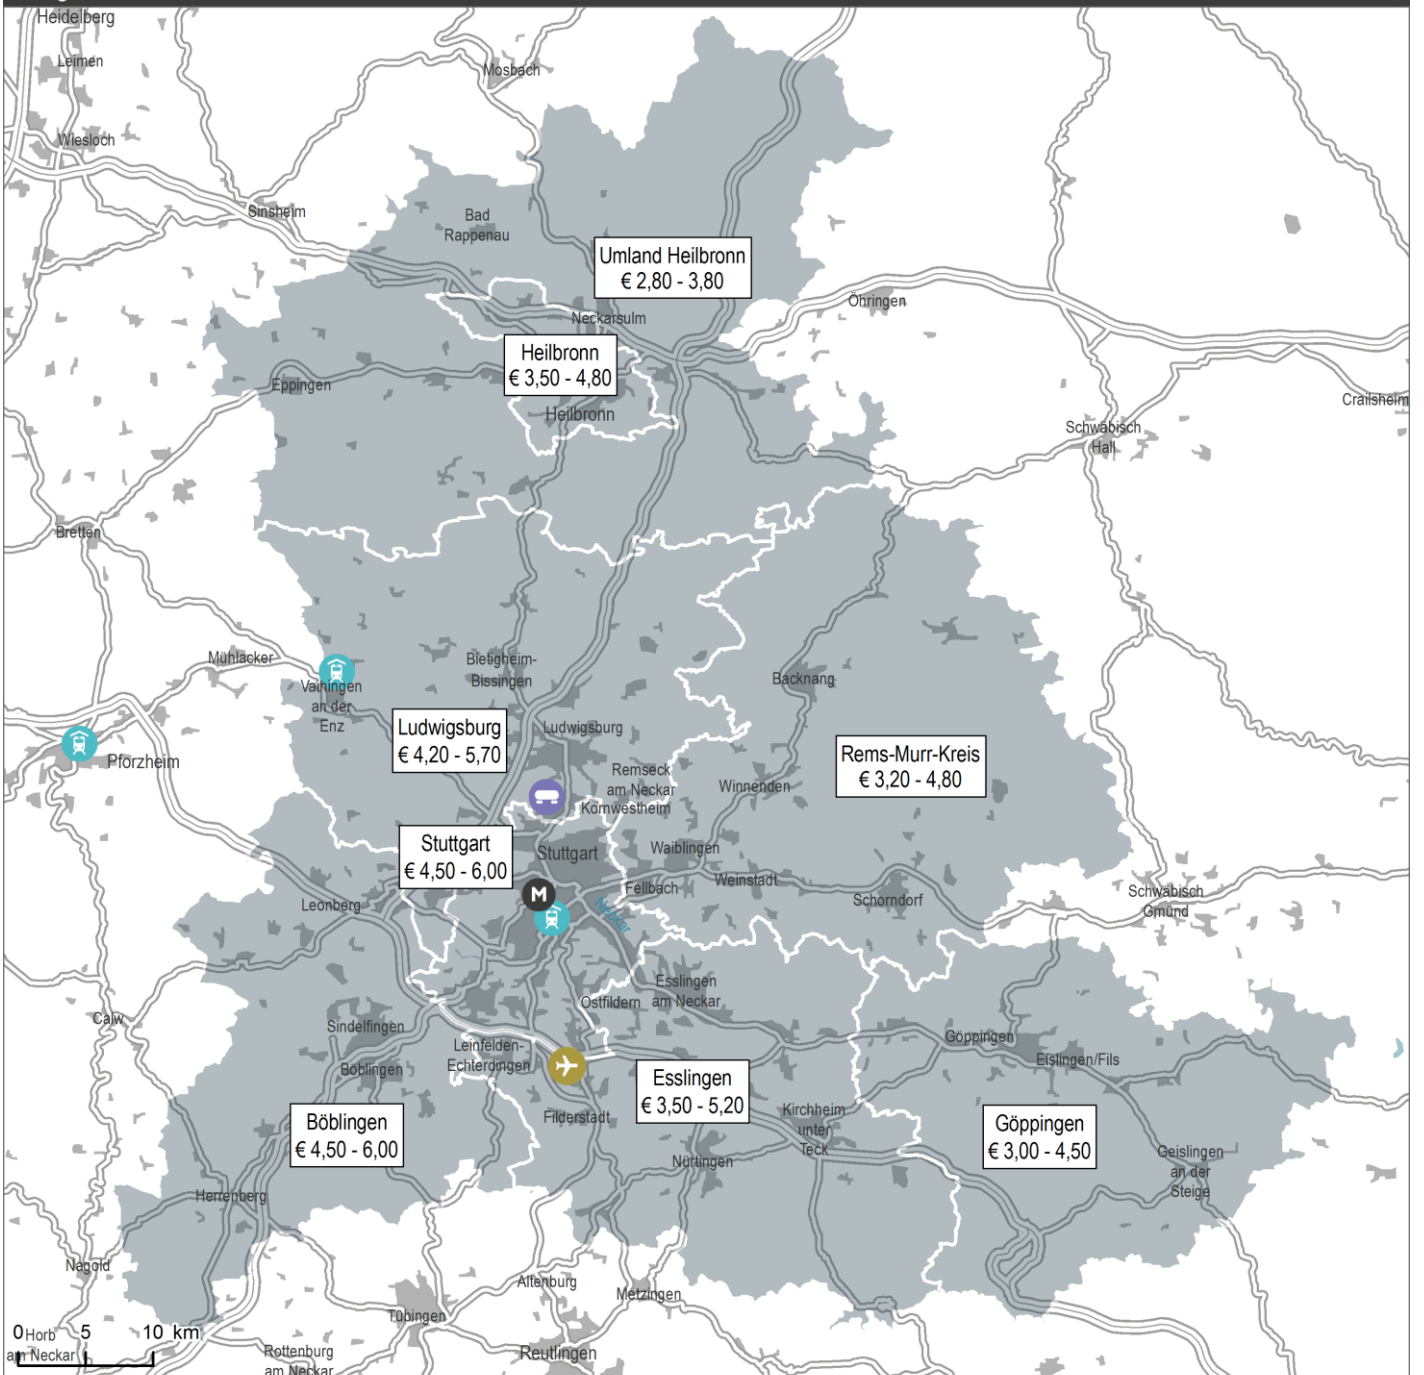 Heidelberg
Leimen
Mosbach
Wiesloch
Sinsheim
Bad
Rappenau
Umland Heilbronn
€ 2,80 - 3,80
Öhringen
Neckarsulm
Heilbronn
€ 3,50 - 4,80
Eppingen
Heilbronn
Crailsheim
Schwäbisch
Hall
Bretten
Mühlacker
Bietigheim-
Bissingen
Backnang
Vaihingen
an der
Enz
Ludwigsburg
€ 4,20 - 5,70
Ludwigsburg
Rems-Murr-Kreis
€ 3,20 - 4,80
Pforzheim
Remseck
am Neckar
Kornwestheim
Winnenden
Stuttgart
€ 4,50 - 6,00
Stuttgart
Waiblingen
M
Fellbach
Weinstadt
Schorndorf
Schwäbisch
Gmünd
Leonberg
Neckar
Esslingen
am Neckar
Ostfildern
Calw
Sindelfingen
Göppingen
Leinfelden-
Echterdingen
Eislingen/Fils
Böblingen
Esslingen
€ 3,50 - 5,20
Böblingen
€ 4,50 - 6,00
Filderstadt
Kirchheim
unter
Teck
Göppingen
€ 3,00 - 4,50
Nürtingen
Geislingen
an der
Steige
Herrenberg
Nagold
Altenburg
Metzingen
Tübingen
0 5 10 km
Horb
am Neckar
Rottenburg
am Neckar
Reutlingen